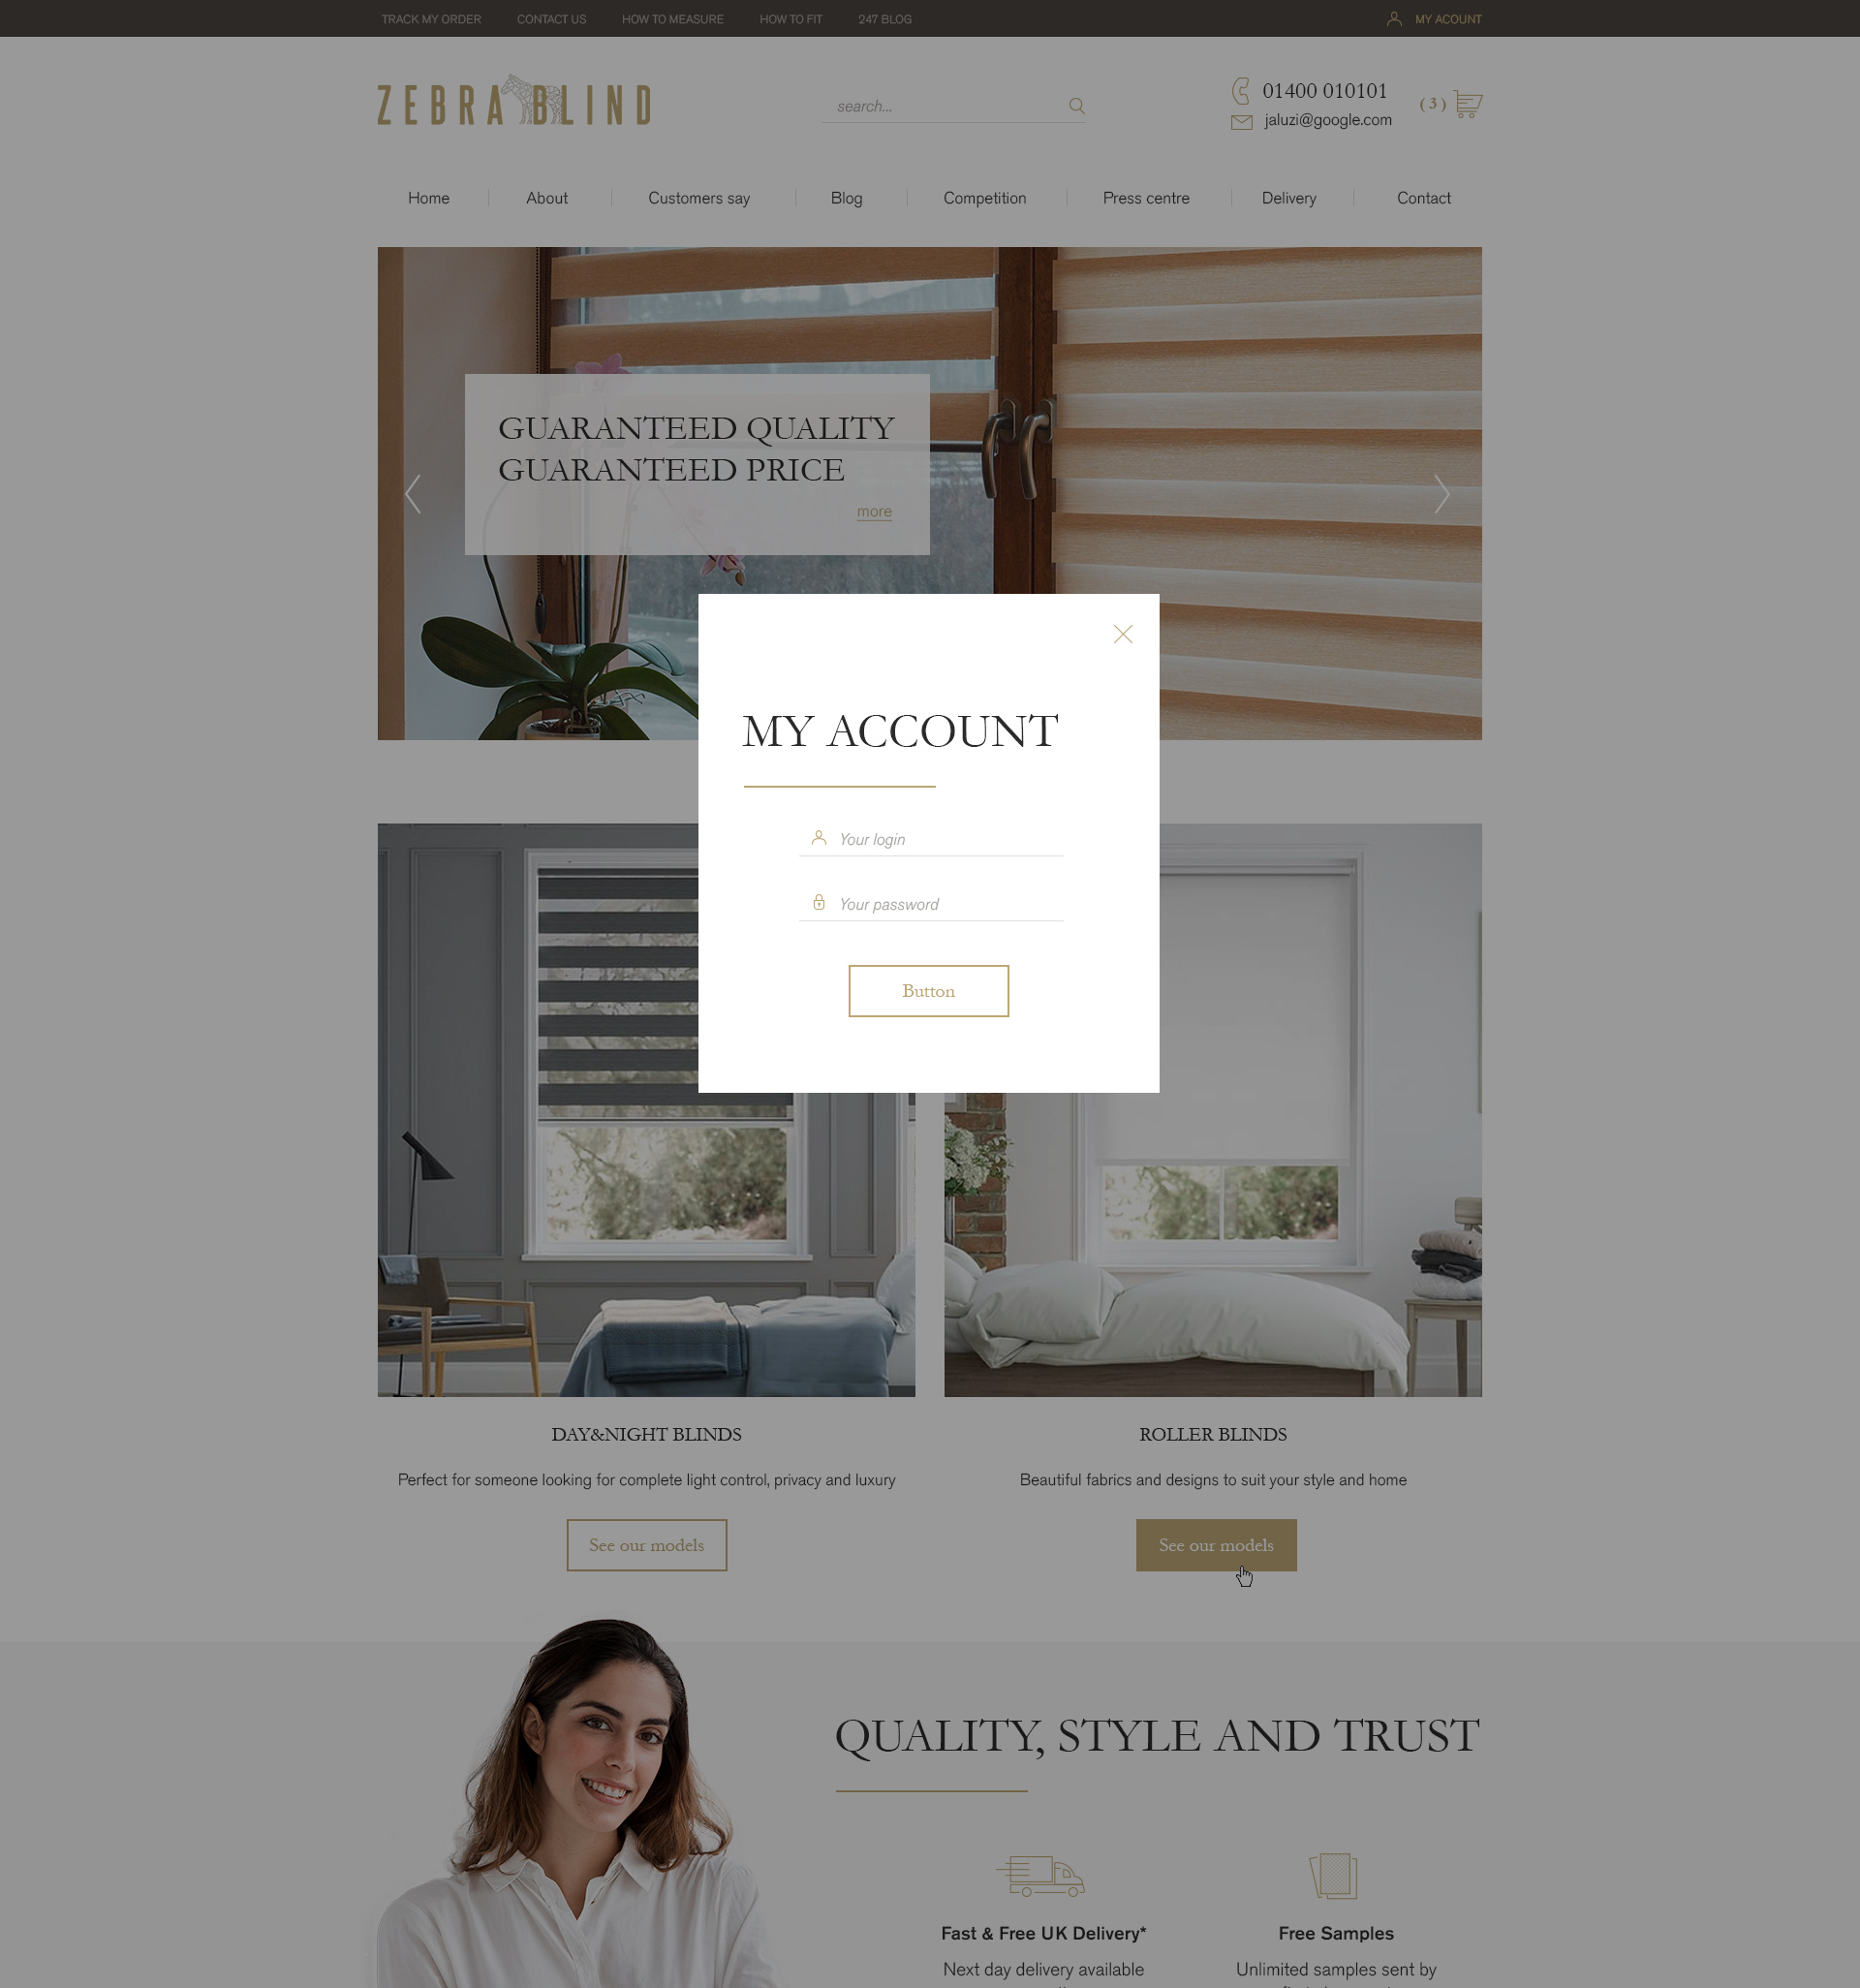 TRACK MY ORDER
CONTACT US
HOW TO MEASURE
HOW TO FIT
247 BLOG
MY ACOUNT
ZEBRA BLIND
search...
01400 010101
jaluzi@google.com
( 3 )
Home
About
Customers say
Blog
Competition
Press centre
Delivery
Contact
GUARANTEED QUALITY
GUARANTEED PRICE
more
MY ACCOUNT
Your login
Your password
Button
DAY&NIGHT BLINDS
Perfect for someone looking for complete light control, privacy and luxury
See our models
ROLLER BLINDS
Beautiful fabrics and designs to suit your style and home
See our models
QUALITY, STYLE AND TRUST
Fast & Free UK Delivery*
Next day delivery available
Free Samples
Unlimited samples sent by